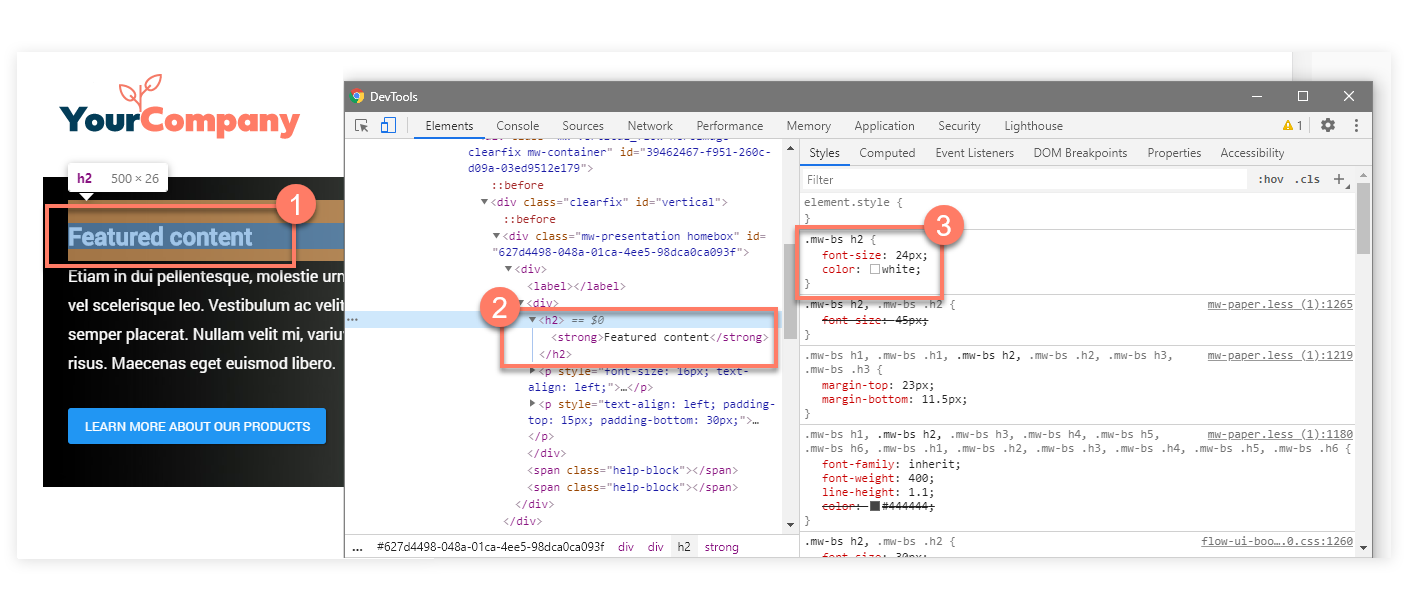 YourCompany
h2 500 × 26
1
Featured content
Etiam in dui pellentesque, molestie urn
vel scelerisque leo. Vestibulum ac velit
semper placerat. Nullam velit mi, variu
risus. Maecenas eget euismod libero.
LEARN MORE ABOUT OUR PRODUCTS
DevTools
Elements Console Sources Network Performance Memory Application Security Lighthouse 1
clearfix mw-container" id="39462467-f951-260c-
d09a-03ed9512e179">
::before
▼<div class="clearfix" id="vertical">
::before
▼<div class="mw-presentation homebox" id=
"627d4498-048a-01ca-4ee5-98dca0ca093f">
▼<div>
<label></label>
▼<div>
2
… ▼<h2> == $0
<strong>Featured content</strong>
</h2>
▶<p style="font-size: 16px; text-
align: left;">…</p>
▶<p style="text-align: left; padding-
top: 15px; padding-bottom: 30px;">…
</p>
</div>
<span class="help-block"></span>
<span class="help-block"></span>
</div>
</div>
... #627d4498-048a-01ca-4ee5-98dca0ca093f div div h2 strong
Styles Computed Event Listeners DOM Breakpoints Properties Accessibility
Filter :hov .cls +
element.style {
}
3
.mw-bs h2 {
font-size: 24px;
color: white;
}
.mw-bs h2, .mw-bs .h2 { mw-paper.less (1):1265
font-size: 45px;
}
.mw-bs h1, .mw-bs .h1, .mw-bs h2, .mw-bs .h2, .mw-bs h3, mw-paper.less (1):1219
.mw-bs .h3 {
margin-top: 23px;
margin-bottom: 11.5px;
}
.mw-bs h1, .mw-bs h2, .mw-bs h3, .mw-bs h4, .mw-bs h5, mw-paper.less (1):1180
.mw-bs h6, .mw-bs .h1, .mw-bs .h2, .mw-bs .h3, .mw-bs .h4, .mw-bs .h5, .mw-bs .h6 {
font-family: inherit;
font-weight: 400;
line-height: 1.1;
color: #444444;
}
.mw-bs h2, .mw-bs .h2 { flow-ui-boo….0.css:1260
font-size: 30px;